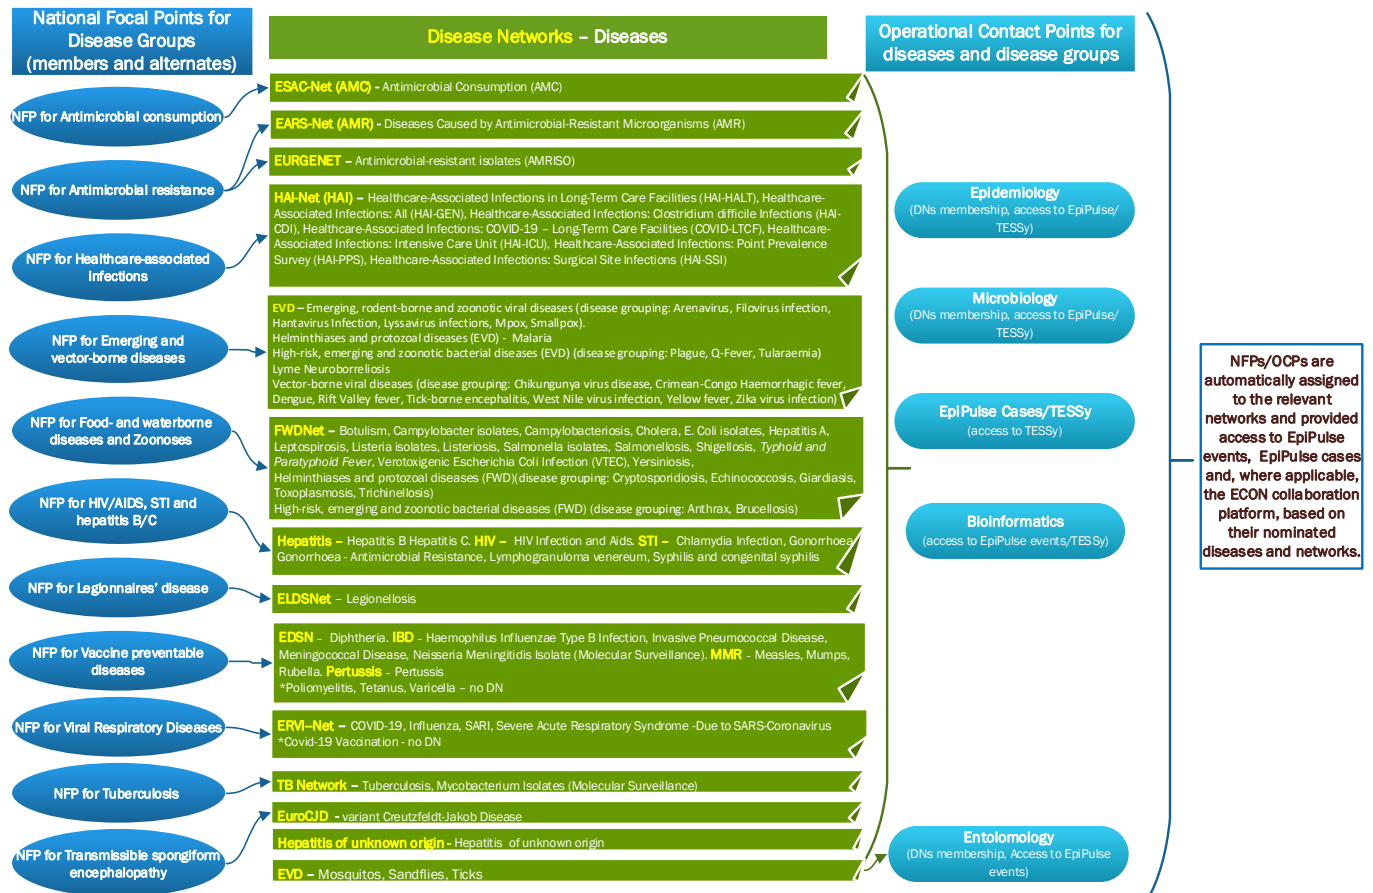 National Focal Points for
Disease Groups
(members and alternates)
NFP for Antimicrobial consumption
NFP for Antimicrobial resistance
NFP for Healthcare-associated
Infections
NFP for Emerging and
vector-borne diseases
NFP for Food- and waterborne
diseases and Zoonoses
NFP for HIV/AIDS, STI and
hepatitis B/C
NFP for Legionnaires' disease
NFP for Vaccine preventable
diseases
NFP for Viral Respiratory Diseases
NFP for Tuberculosis
NFP for Transmissible spongiform
encephalopathy
Disease Networks – Diseases
ESAC-Net (AMC) - Antimicrobial Consumption (AMC)
EARS-Net (AMR) - Diseases Caused by Antimicrobial-Resistant Microorganisms (AMR)
EURGENET – Antimicrobial-resistant isolates (AMRISO)
HAI-Net (HAI) – Healthcare-Associated Infections in Long-Term Care Facilities (HAI-HALT), Healthcare-
Associated Infections: All (HAI-GEN), Healthcare-Associated Infections: Clostridium difficile Infections (HAI-
CDI), Healthcare-Associated Infections: COVID-19 – Long-Term Care Facilities (COVID-LTCF), Healthcare-
Associated Infections: Intensive Care Unit (HAI-ICU), Healthcare-Associated Infections: Point Prevalence
Survey (HAI-PPS), Healthcare-Associated Infections: Surgical Site Infections (HAI-SSI)
EVD – Emerging, rodent-borne and zoonotic viral diseases (disease grouping: Arenavirus, Filovirus infection,
Hantavirus Infection, Lyssavirus infections, Mpox, Smallpox).
Helminthiases and protozoal diseases (EVD) - Malaria
High-risk, emerging and zoonotic bacterial diseases (EVD) (disease grouping: Plague, Q-Fever, Tularaemia)
Lyme Neuroborreliosis
Vector-borne viral diseases (disease grouping: Chikungunya virus disease, Crimean-Congo Haemorrhagic fever,
Dengue, Rift Valley fever, Tick-borne encephalitis, West Nile virus infection, Yellow fever, Zika virus infection)
FWDNet – Botulism, Campylobacter isolates, Campylobacteriosis, Cholera, E. Coli isolates, Hepatitis A,
Leptospirosis, Listeria isolates, Listeriosis, Salmonella isolates, Salmonellosis, Shigellosis, Typhoid and
Paratyphoid Fever, Verotoxigenic Escherichia Coli Infection (VTEC), Yersiniosis,
Helminthiases and protozoal diseases (FWD)(disease grouping: Cryptosporidiosis, Echinococcosis, Giardiasis,
Toxoplasmosis, Trichinellosis)
High-risk, emerging and zoonotic bacterial diseases (FWD) (disease grouping: Anthrax, Brucellosis)
Hepatitis – Hepatitis B Hepatitis C. HIV – HIV Infection and Aids. STI – Chlamydia Infection, Gonorrhoea
Gonorrhoea - Antimicrobial Resistance, Lymphogranuloma venereum, Syphilis and congenital syphilis
ELDSNet – Legionellosis
EDSN – Diphtheria. IBD – Haemophilus Influenzae Type B Infection, Invasive Pneumococcal Disease,
Meningococcal Disease, Neisseria Meningitidis Isolate (Molecular Surveillance). MMR – Measles, Mumps,
Rubella. Pertussis – Pertussis
*Poliomyelitis, Tetanus, Varicella – no DN
ERVI–Net – COVID-19, Influenza, SARI, Severe Acute Respiratory Syndrome -Due to SARS-Coronavirus
*Covid-19 Vaccination - no DN
TB Network – Tuberculosis, Mycobacterium Isolates (Molecular Surveillance)
EuroCJD - variant Creutzfeldt-Jakob Disease
Hepatitis of unknown origin - Hepatitis of unknown origin
EVD – Mosquitos, Sandflies, Ticks
Operational Contact Points for
diseases and disease groups
Epidemiology
(DNs membership, access to EpiPulse/
TESSy)
Microbiology
(DNs membership, access to EpiPulse/
TESSy)
EpiPulse Cases/TESSy
(access to TESSy)
Bioinformatics
(access to EpiPulse events/TESSy)
Entolomology
(DNs membership, Access to EpiPulse
events)
NFPs/OCPs are
automatically assigned
to the relevant
networks and provided
access to EpiPulse
events, EpiPulse cases
and, where applicable,
the ECON collaboration
platform, based on
their nominated
diseases and networks.